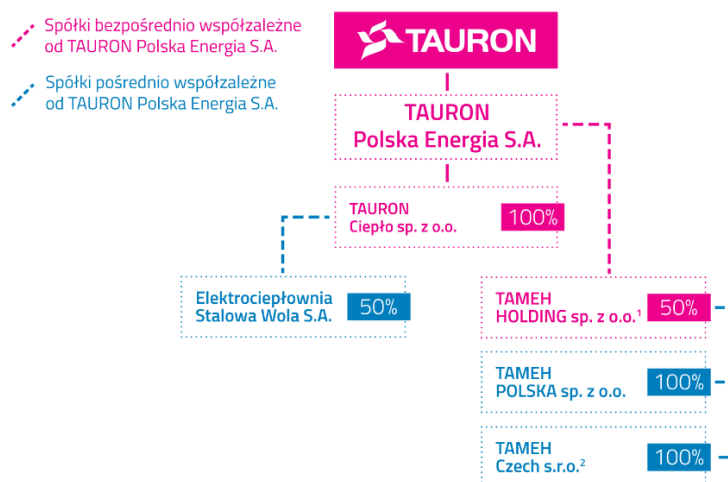 Spółki bezpośrednio współzależne
od TAURON Polska Energia S.A.
Spółki pośrednio współzależne
od TAURON Polska Energia S.A.
TAURON
TAURON
Polska Energia S.A.
TAURON
Ciepło sp. z o.o.
100%
Elektrociepłownia
Stalowa Wola S.A.
50%
TAMEH
HOLDING sp. z o.o.¹
50%
TAMEH
POLSKA sp. z o.o.
100%
TAMEH
Czech s.r.o.²
100%